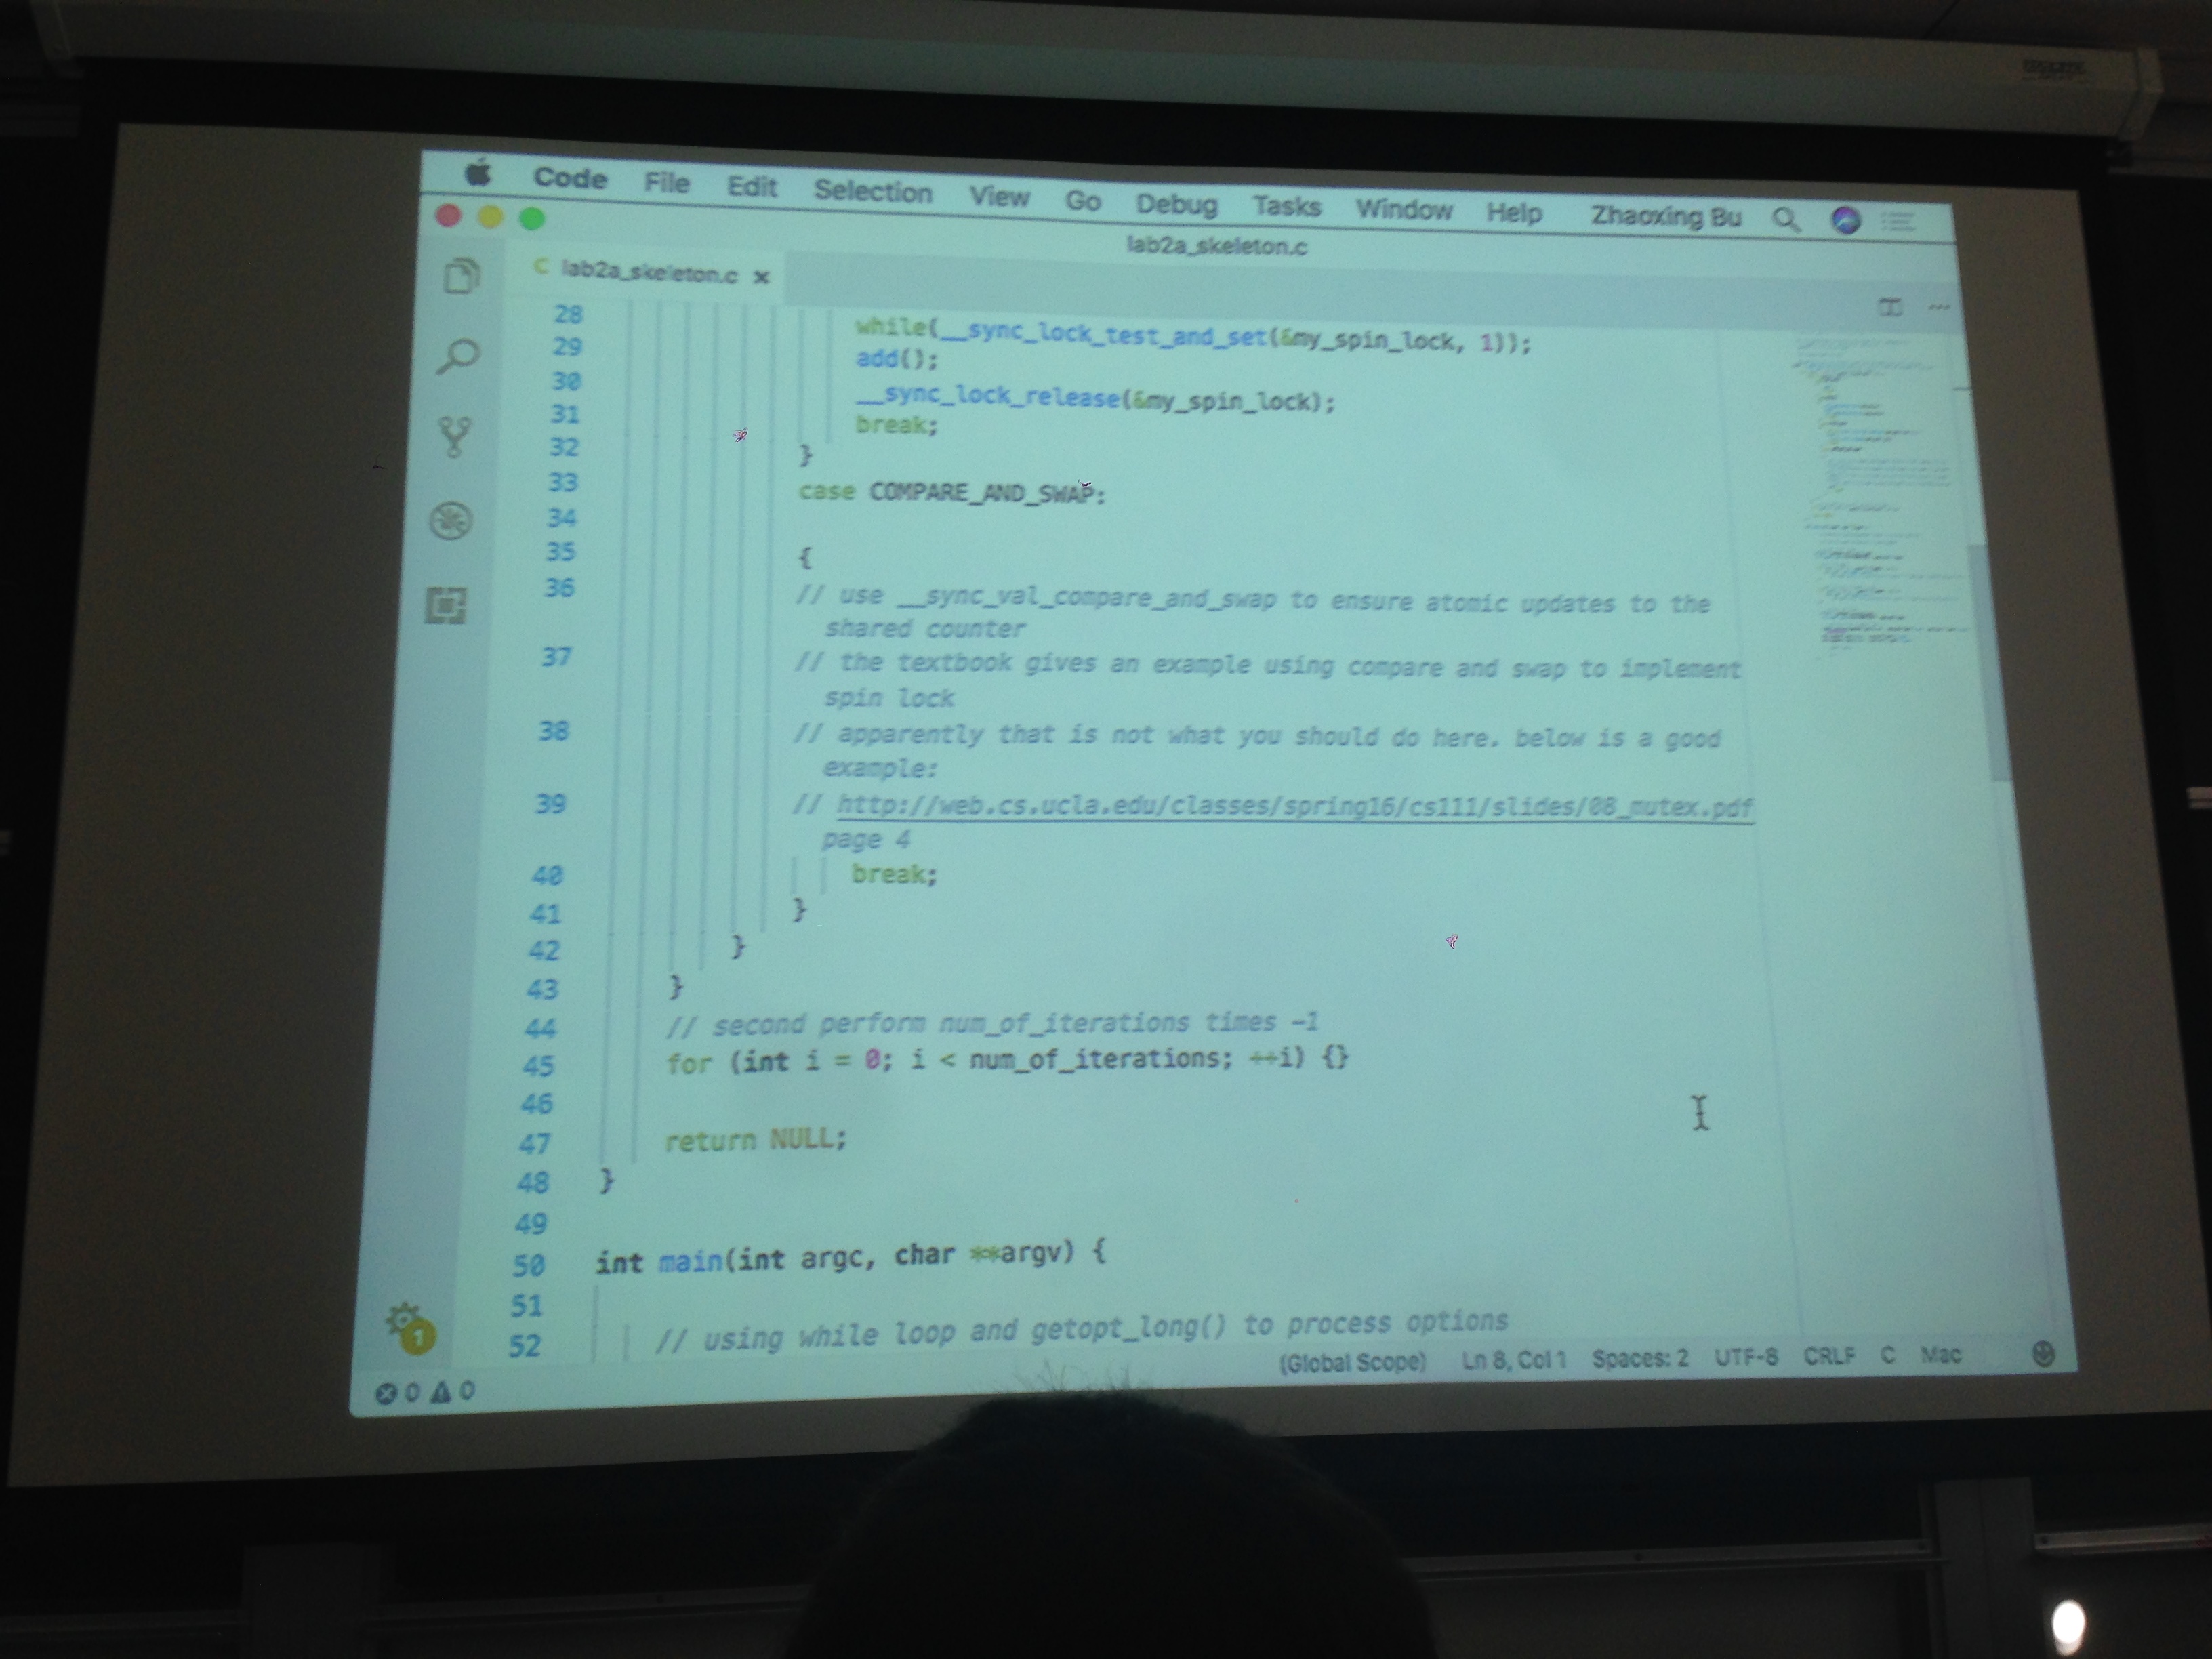 Code File Edit Selection View Go Debug Tasks Window Help Zhaoxing Bu
lab2a_skeleton.c
C lab2a_skeleton.c ×
28 while(__sync_lock_test_and_set(&my_spin_lock, 1));
29 add();
30 __sync_lock_release(&my_spin_lock);
31 break;
32 }
33 case COMPARE_AND_SWAP:
34
35 {
36 // use __sync_val_compare_and_swap to ensure atomic updates to the
shared counter
37 // the textbook gives an example using compare and swap to implement
spin lock
38 // apparently that is not what you should do here. below is a good
example:
39 // http://web.cs.ucla.edu/classes/spring16/cs111/slides/08_mutex.pdf
page 4
40 break;
41 }
42 }
43 }
44 // second perform num_of_iterations times -1
45 for (int i = 0; i < num_of_iterations; ++i) {}
46
47 return NULL;
48 }
49
50 int main(int argc, char **argv) {
51
52 // using while loop and getopt_long() to process options
1
0 0 (Global Scope) Ln 8, Col 1 Spaces: 2 UTF-8 CRLF C Mac